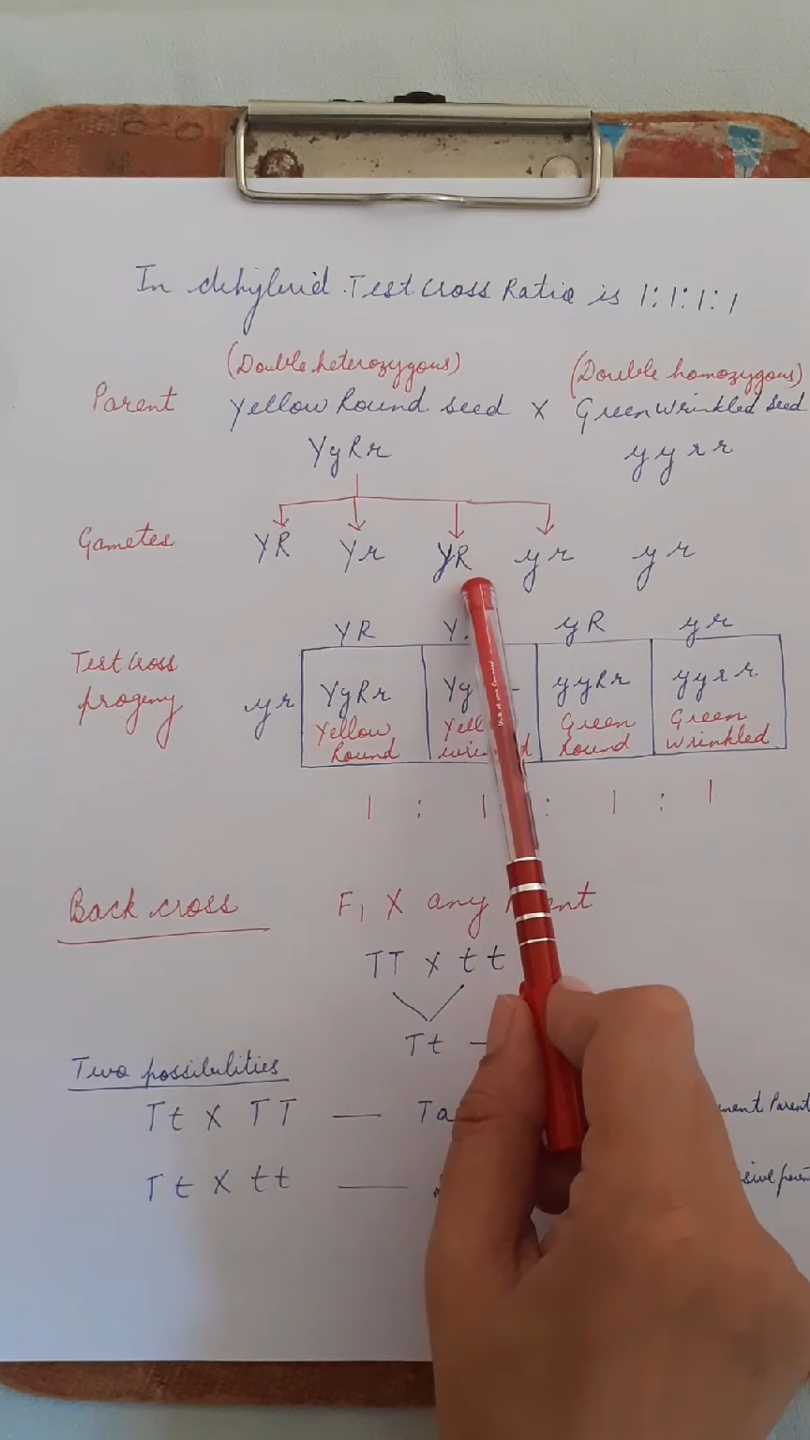 In dihybrid Test Cross Ratio is 1:1:1:1
(Double heterozygous) (Double homozygous)
Parent Yellow Round seed X Green wrinkled seed
YyRr yyrr
Gametes YR Yr yR yr yr
YR yR yr
Test Cross
progeny yr YyRr yyRr yyrr
Yellow Green Green
Round Round Wrinkled
1 : 1 : 1 : 1
Back cross F1 X any
TT X tt
Tt —
Two possibilities
Tt X TT —
Tt X tt —